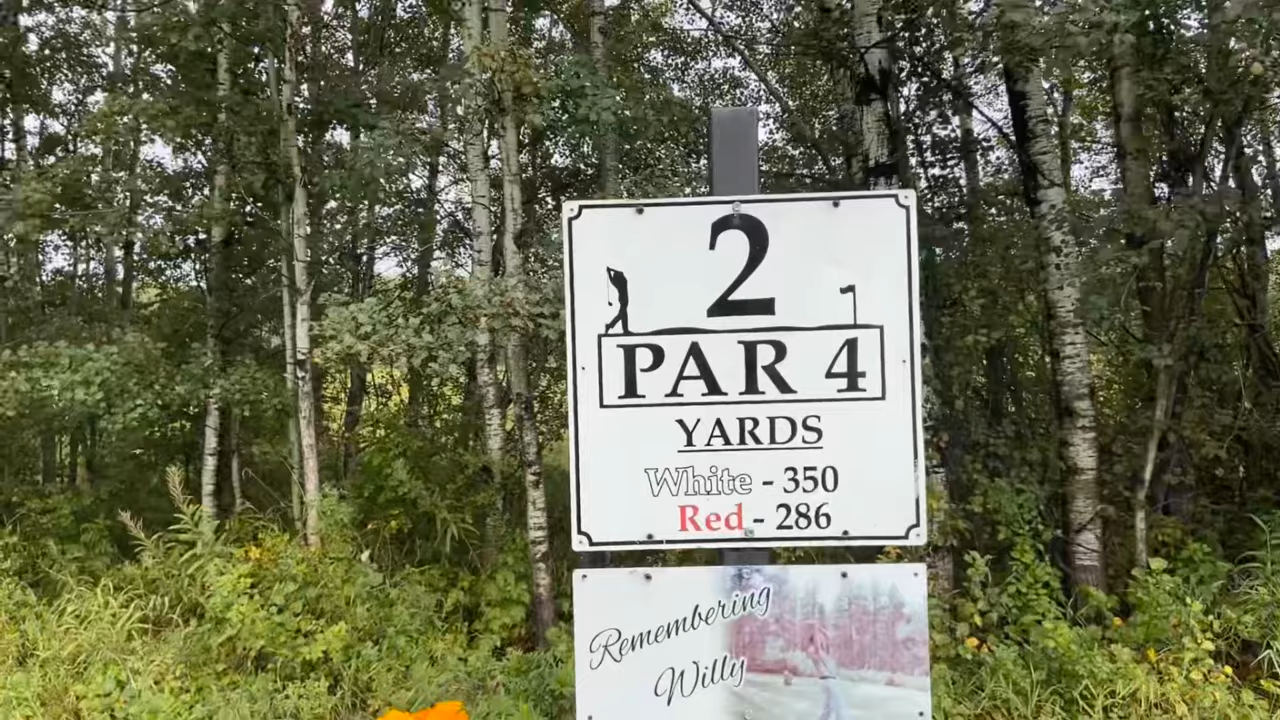 2
PAR 4
YARDS
White - 350
Red - 286
Remembering
Willy